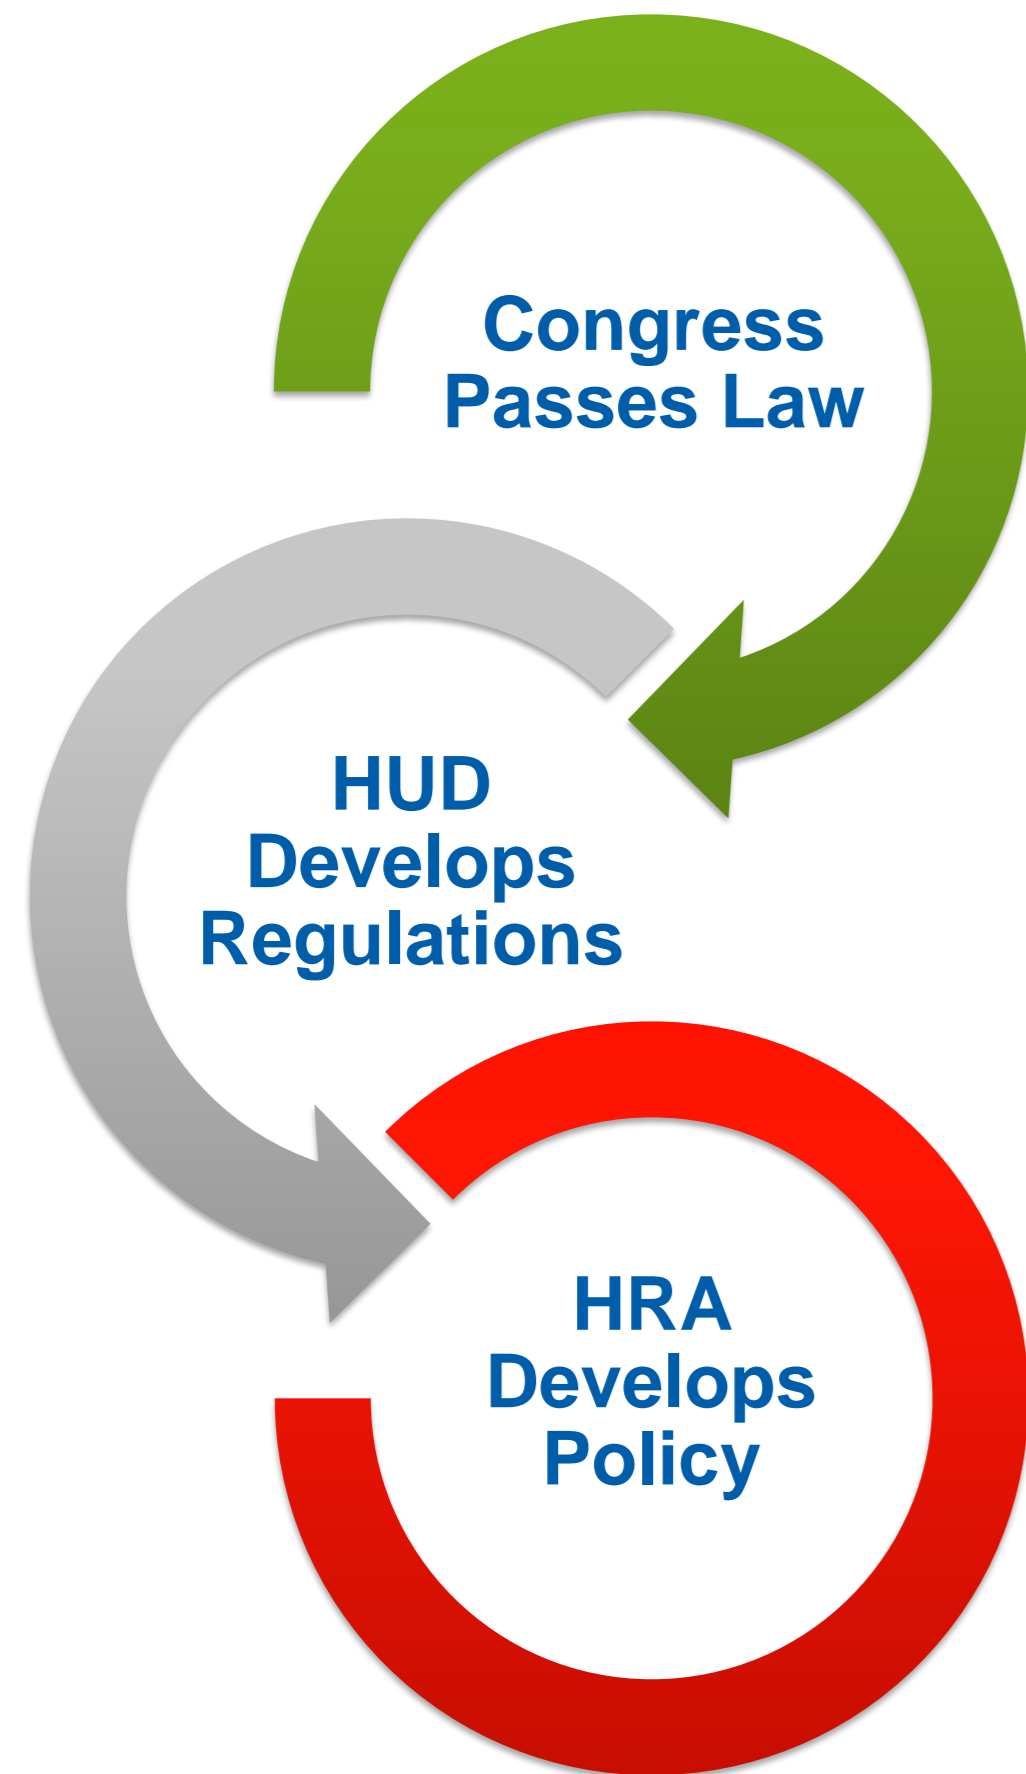 Congress
Passes Law
HUD
Develops
Regulations
HRA
Develops
Policy